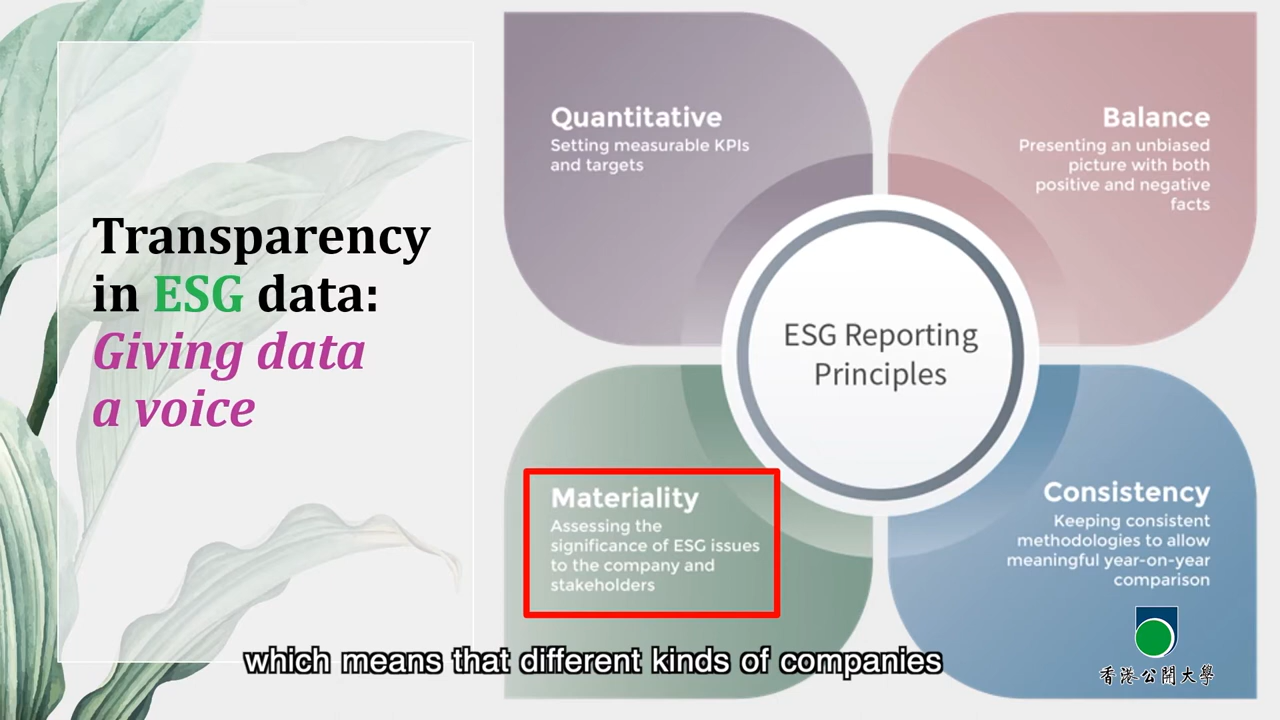 Transparency
in ESG data:
Giving data
a voice
Quantitative
Setting measurable KPIs
and targets
Balance
Presenting an unbiased
picture with both
positive and negative
facts
ESG Reporting
Principles
Materiality
Assessing the
significance of ESG issues
to the company and
stakeholders
Consistency
Keeping consistent
methodologies to allow
meaningful year-on-year
comparison
which means that different kinds of companies
香港公開大學